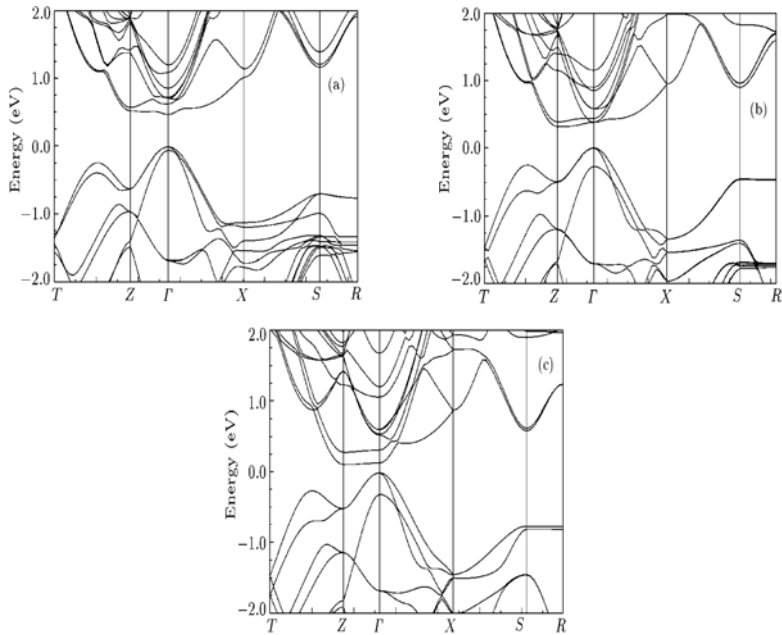 2.0
1.0
0.0
−1.0
−2.0
Energy (eV)
(a)
T Z Γ X S R
2.0
1.0
0.0
−1.0
−2.0
Energy (eV)
(b)
T Z Γ X S R
2.0
1.0
0.0
−1.0
−2.0
Energy (eV)
(c)
T Z Γ X S R